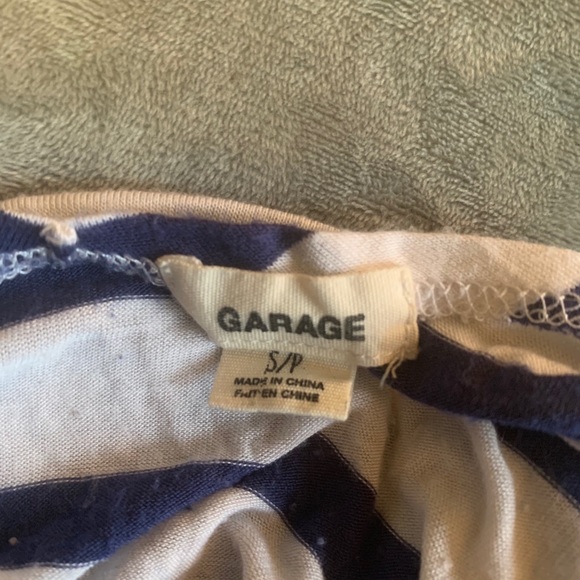 GARAGE
S/P
MADE IN CHINA
FAIT EN CHINE